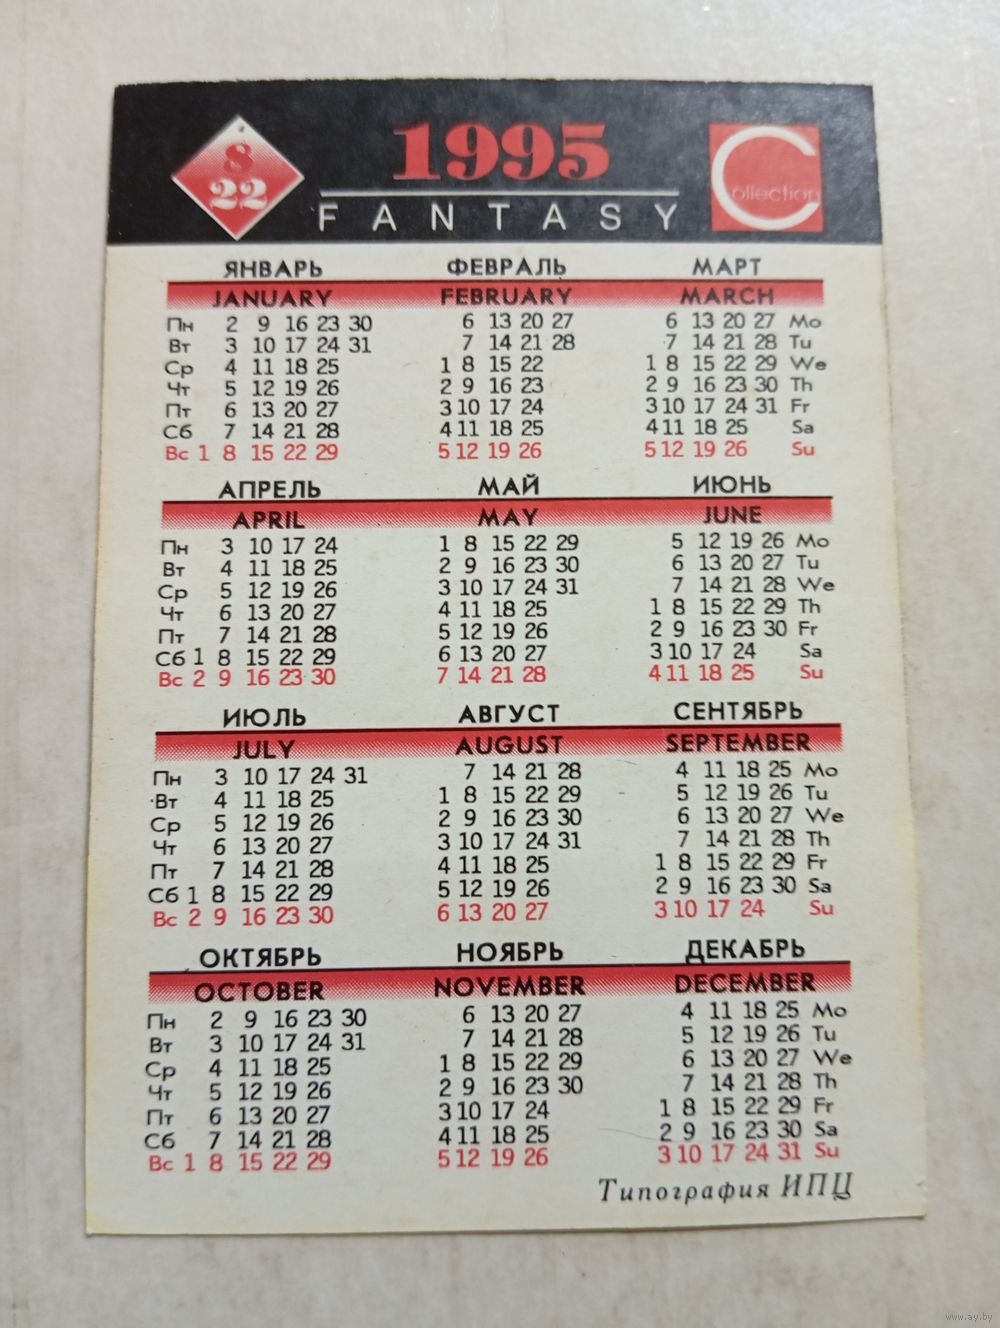 8
22
1995
FANTASY
Collection
ЯНВАРЬ ФЕВРАЛЬ МАРТ
JANUARY FEBRUARY MARCH
Пн 2 9 16 23 30 6 13 20 27 6 13 20 27 Mo
Вт 3 10 17 24 31 7 14 21 28 7 14 21 28 Tu
Ср 4 11 18 25 1 8 15 22 1 8 15 22 29 We
Чт 5 12 19 26 2 9 16 23 2 9 16 23 30 Th
Пт 6 13 20 27 3 10 17 24 3 10 17 24 31 Fr
Сб 7 14 21 28 4 11 18 25 4 11 18 25 Sa
Вс 1 8 15 22 29 5 12 19 26 5 12 19 26 Su
АПРЕЛЬ МАЙ ИЮНЬ
APRIL MAY JUNE
Пн 3 10 17 24 1 8 15 22 29 5 12 19 26 Mo
Вт 4 11 18 25 2 9 16 23 30 6 13 20 27 Tu
Ср 5 12 19 26 3 10 17 24 31 7 14 21 28 We
Чт 6 13 20 27 4 11 18 25 1 8 15 22 29 Th
Пт 7 14 21 28 5 12 19 26 2 9 16 23 30 Fr
Сб 1 8 15 22 29 6 13 20 27 3 10 17 24 Sa
Вс 2 9 16 23 30 7 14 21 28 4 11 18 25 Su
ИЮЛЬ АВГУСТ СЕНТЯБРЬ
JULY AUGUST SEPTEMBER
Пн 3 10 17 24 31 7 14 21 28 4 11 18 25 Mo
Вт 4 11 18 25 1 8 15 22 29 5 12 19 26 Tu
Ср 5 12 19 26 2 9 16 23 30 6 13 20 27 We
Чт 6 13 20 27 3 10 17 24 31 7 14 21 28 Th
Пт 7 14 21 28 4 11 18 25 1 8 15 22 29 Fr
Сб 1 8 15 22 29 5 12 19 26 2 9 16 23 30 Sa
Вс 2 9 16 23 30 6 13 20 27 3 10 17 24 Su
ОКТЯБРЬ НОЯБРЬ ДЕКАБРЬ
OCTOBER NOVEMBER DECEMBER
Пн 2 9 16 23 30 6 13 20 27 4 11 18 25 Mo
Вт 3 10 17 24 31 7 14 21 28 5 12 19 26 Tu
Ср 4 11 18 25 1 8 15 22 29 6 13 20 27 We
Чт 5 12 19 26 2 9 16 23 30 7 14 21 28 Th
Пт 6 13 20 27 3 10 17 24 1 8 15 22 29 Fr
Сб 7 14 21 28 4 11 18 25 2 9 16 23 30 Sa
Вс 1 8 15 22 29 5 12 19 26 3 10 17 24 31 Su
Типография ИПЦ
www.ay.by